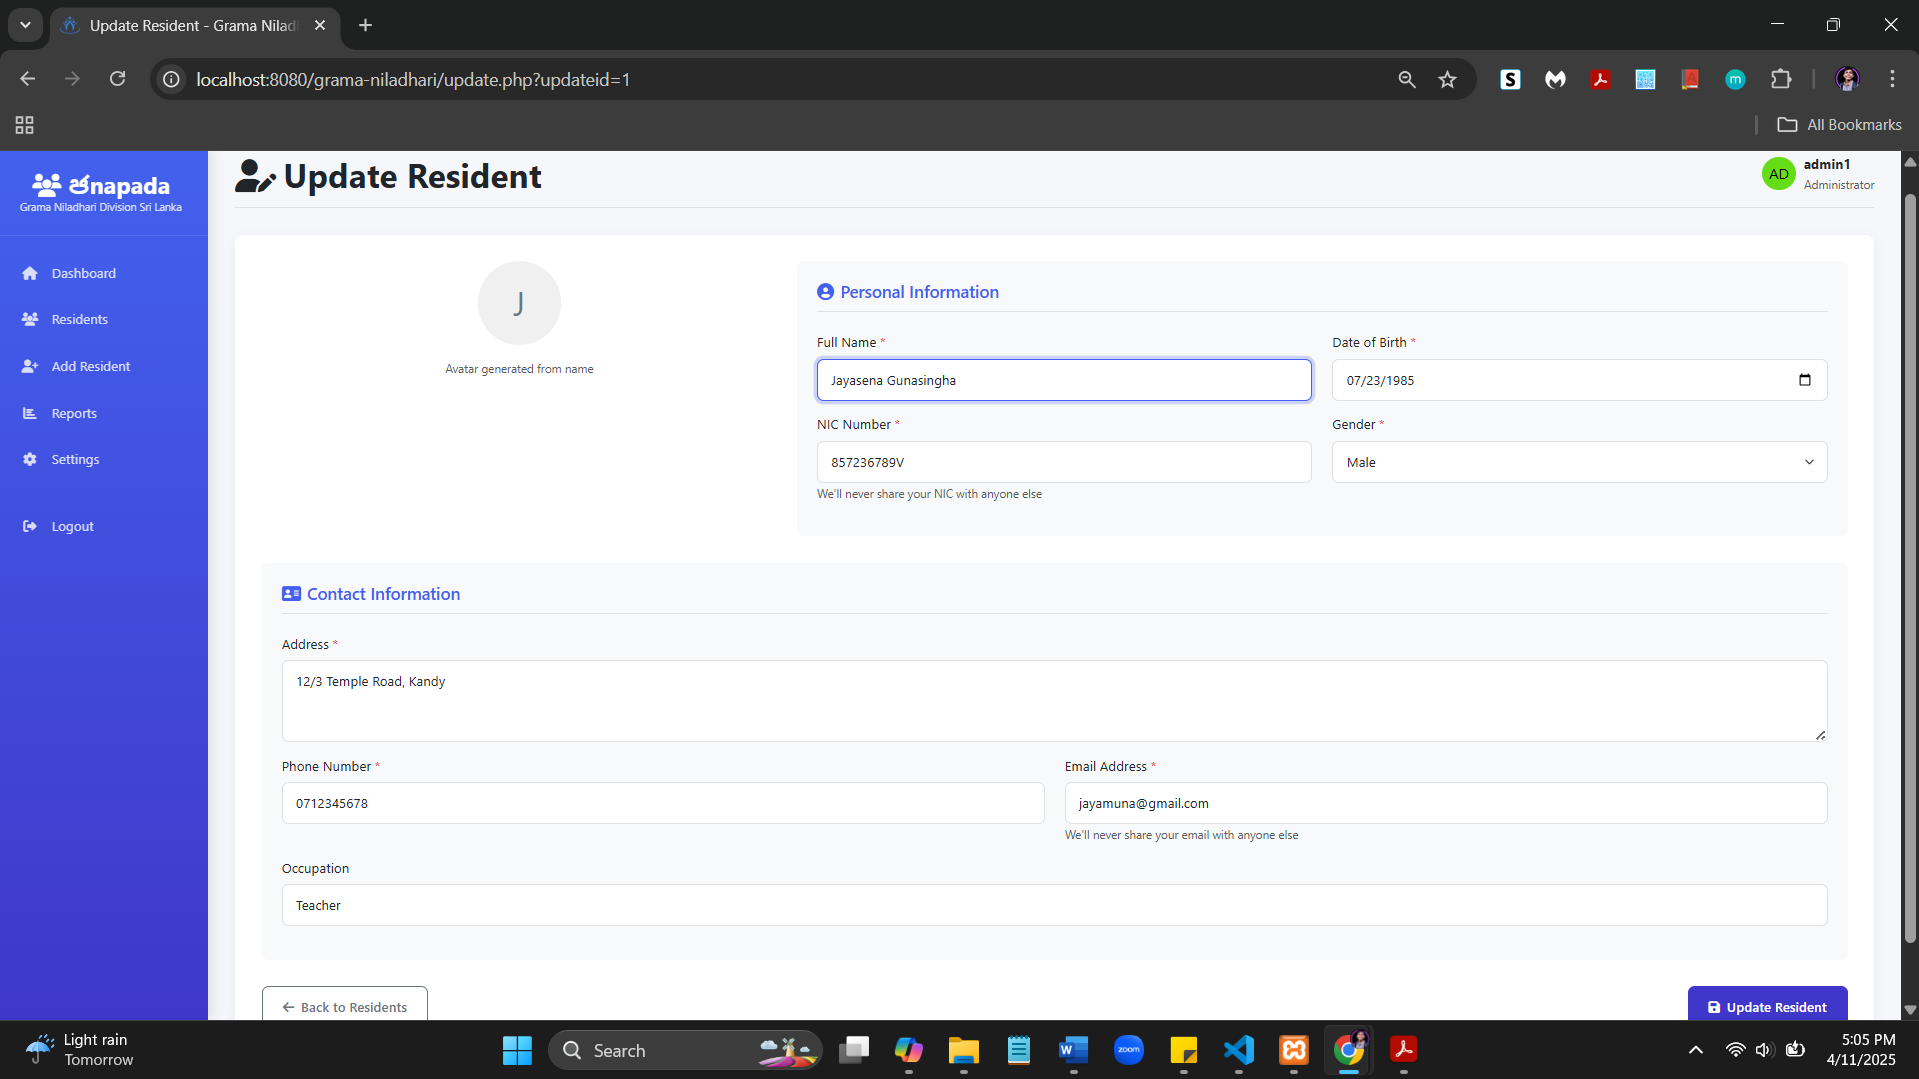 Update Resident - Grama Nilad
localhost:8080/grama-niladhari/update.php?updateid=1
All Bookmarks
ජnapada
Grama Niladhari Division Sri Lanka
Dashboard
Residents
Add Resident
Reports
Settings
Logout
Update Resident
AD
admin1
Administrator
J
Avatar generated from name
Personal Information
Full Name *
Jayasena Gunasingha
Date of Birth *
07/23/1985
NIC Number *
857236789V
We'll never share your NIC with anyone else
Gender *
Male
Contact Information
Address *
12/3 Temple Road, Kandy
Phone Number *
0712345678
Email Address *
jayamuna@gmail.com
We'll never share your email with anyone else
Occupation
Teacher
Back to Residents
Update Resident
Light rain
Tomorrow
Search
zoom
5:05 PM
4/11/2025